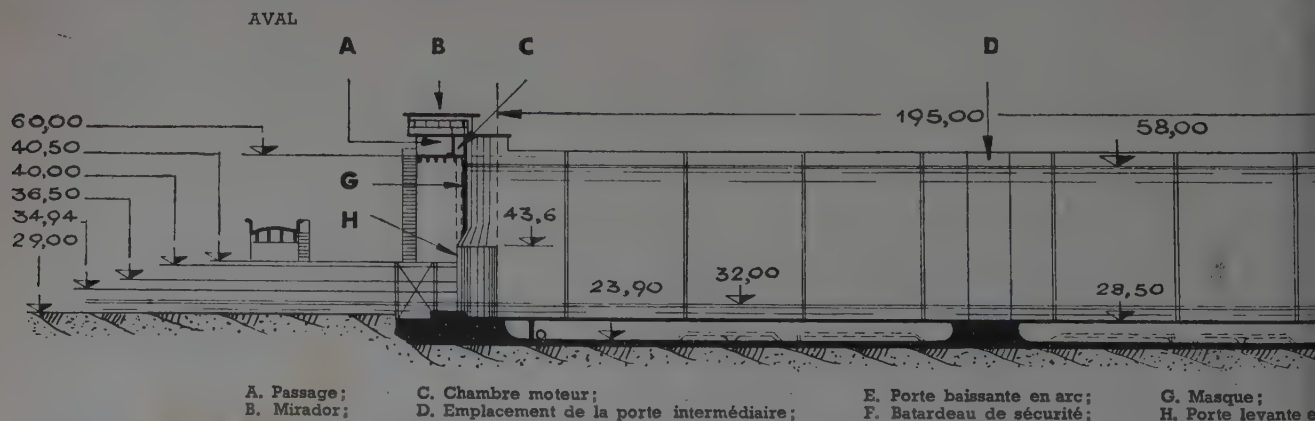 AVAL
A B C D
195,00
60,00
58,00
40,50
40,00
G
36,50
34,94
H
43,6
29,00
23,90
32,00
28,50
A. Passage; C. Chambre moteur; E. Porte baissante en arc; G. Masque;
B. Mirador; D. Emplacement de la porte intermédiaire; F. Batardeau de sécurité; H. Porte levante e